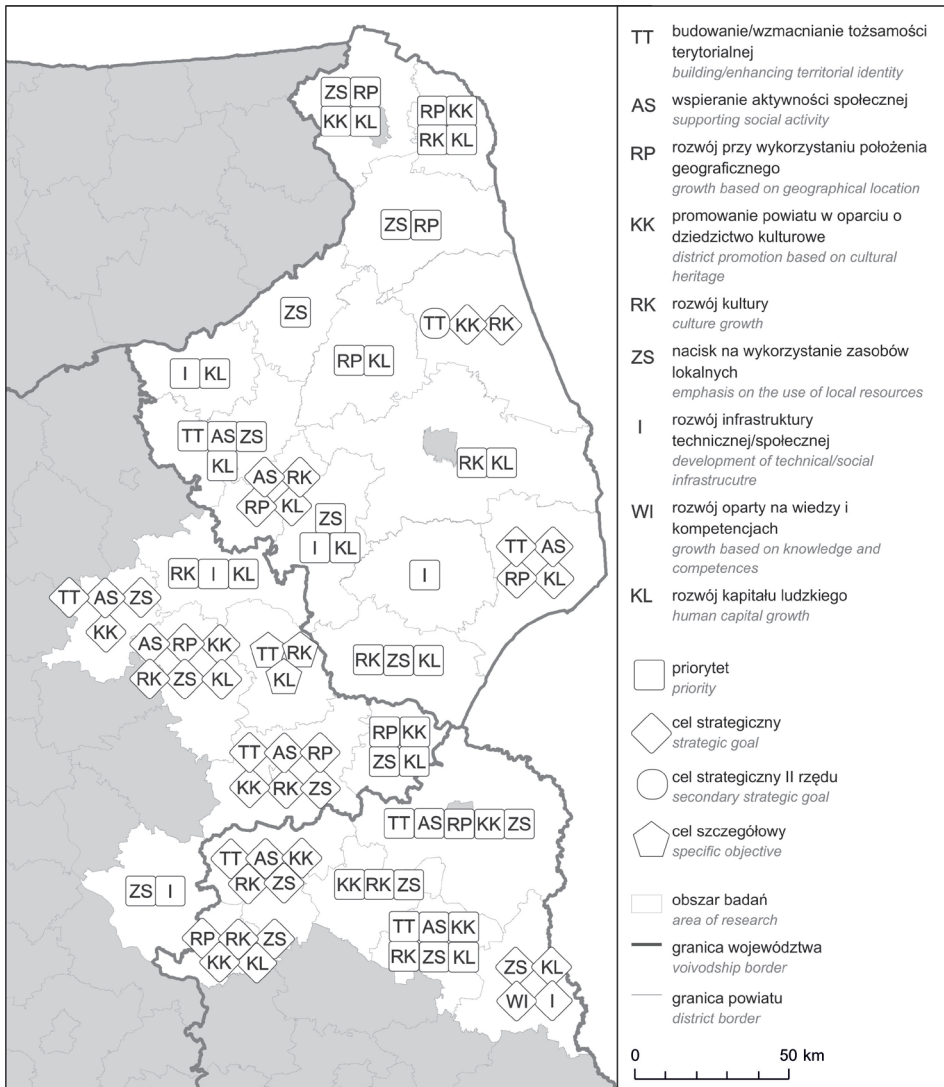 ZS RP
KK KL
RP KK
RK KL
ZS RP
ZS
TT KK RK
RP KL
I KL
TT AS ZS
KL
RK KL
AS RK
RP KL
ZS
I KL
TT AS
RP KL
I
RK I KL
TT AS ZS
KK
AS RP KK
RK ZS KL
TT RK
KL
RK ZS KL
RP KK
ZS KL
TT AS RP
KK RK ZS
TT AS RP KK ZS
TT AS KK
RK ZS
KK RK ZS
ZS I
TT AS KK
RK ZS KL
RP RK ZS
KK KL
ZS KL
WI I
TT budowanie/wzmacnianie tożsamości
terytorialnej
building/enhancing territorial identity
AS wspieranie aktywności społecznej
supporting social activity
RP rozwój przy wykorzystaniu położenia
geograficznego
growth based on geographical location
KK promowanie powiatu w oparciu o
dziedzictwo kulturowe
district promotion based on cultural
heritage
RK rozwój kultury
culture growth
ZS nacisk na wykorzystanie zasobów
lokalnych
emphasis on the use of local resources
I rozwój infrastruktury
technicznej/społecznej
development of technical/social
infrastrucutre
WI rozwój oparty na wiedzy i
kompetencjach
growth based on knowledge and
competences
KL rozwój kapitału ludzkiego
human capital growth
priorytet
priority
cel strategiczny
strategic goal
cel strategiczny II rzędu
secondary strategic goal
cel szczegółowy
specific objective
obszar badań
area of research
granica województwa
voivodship border
granica powiatu
district border
0 50 km